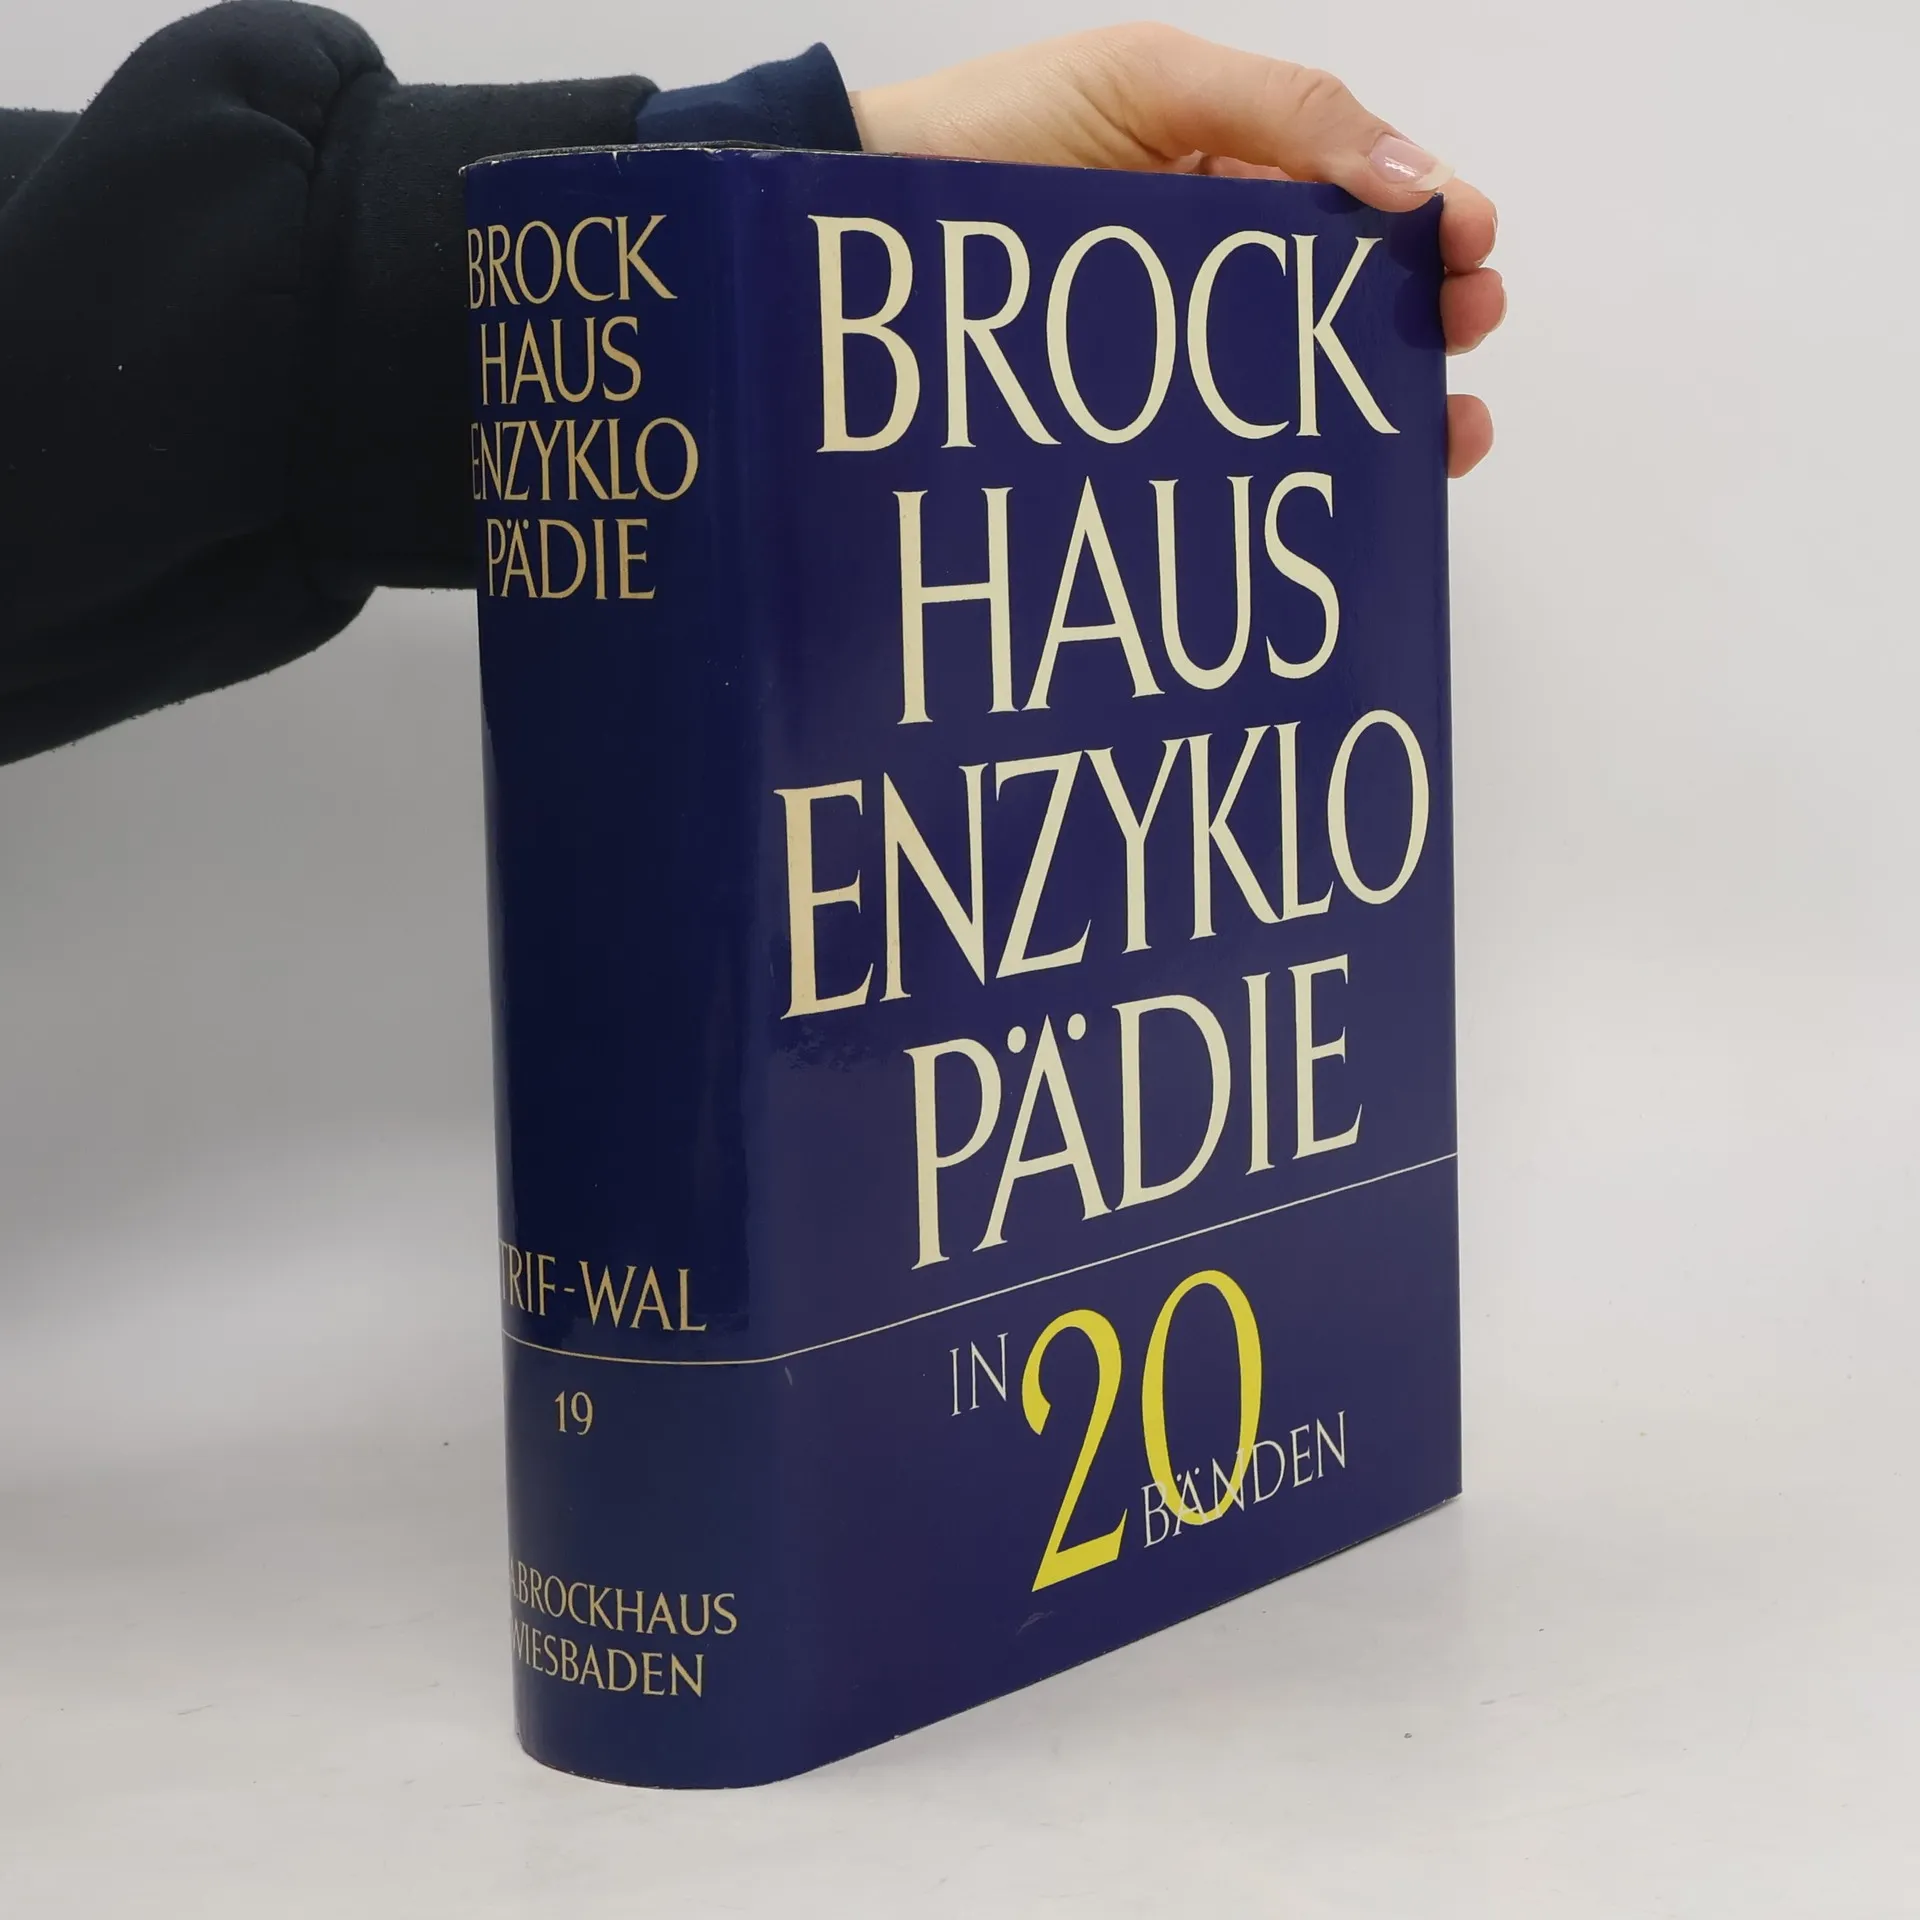 BROCK
HAUS
ENZYKLO
PÄDIE
TRIF-WAL
19
A.BROCKHAUS
WIESBADEN
BROCK
HAUS
ENZYKLO
PÄDIE
IN 20
BÄNDEN